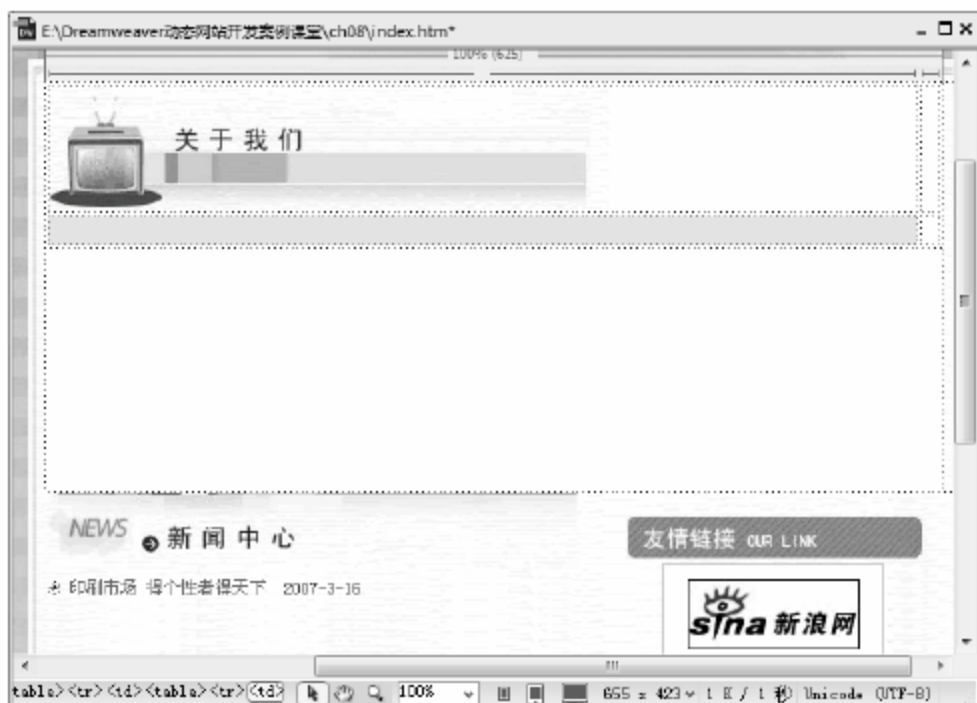 E:\Dreamweaver动态网站开发案例课堂\ch08\index.htm*
100% (625)
关于我们
NEWS 新闻中心
友情链接 OUR LINK
印刷市场 得个性者得天下 2007-3-16
sina 新浪网
table><tr><td><table><tr><td> 100% 655 x 423 1 K / 1 秒 Unicode (UTF-8)